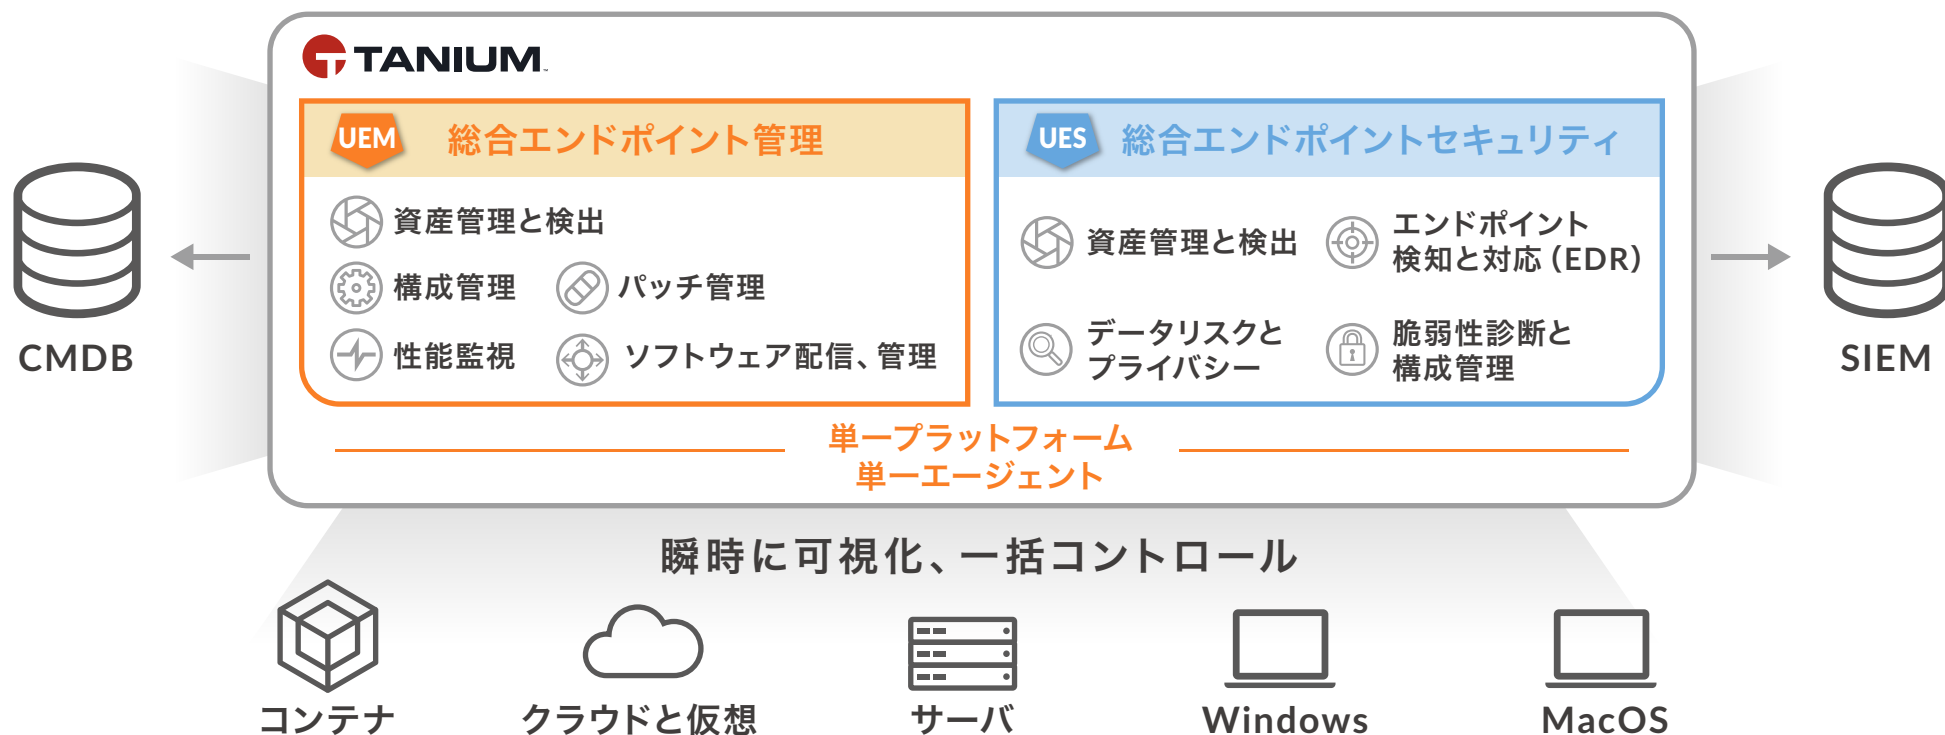 TANIUM
UEM 総合エンドポイント管理
資産管理と検出
構成管理
パッチ管理
性能監視
ソフトウェア配信、管理
UES 総合エンドポイントセキュリティ
資産管理と検出
エンドポイント
検知と対応（EDR）
データリスクと
プライバシー
脆弱性診断と
構成管理
単一プラットフォーム
単一エージェント
CMDB
SIEM
瞬時に可視化、一括コントロール
コンテナ
クラウドと仮想
サーバ
Windows
MacOS